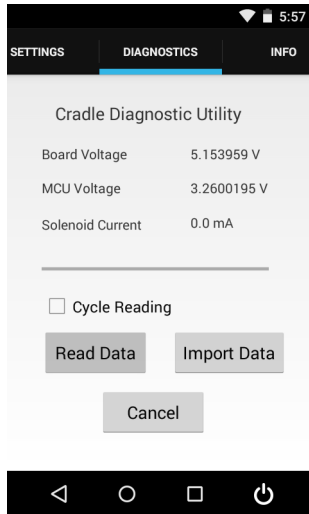 5:57
SETTINGS DIAGNOSTICS INFO
Cradle Diagnostic Utility
Board Voltage 5.153959 V
MCU Voltage 3.2600195 V
Solenoid Current 0.0 mA
Cycle Reading
Read Data Import Data
Cancel